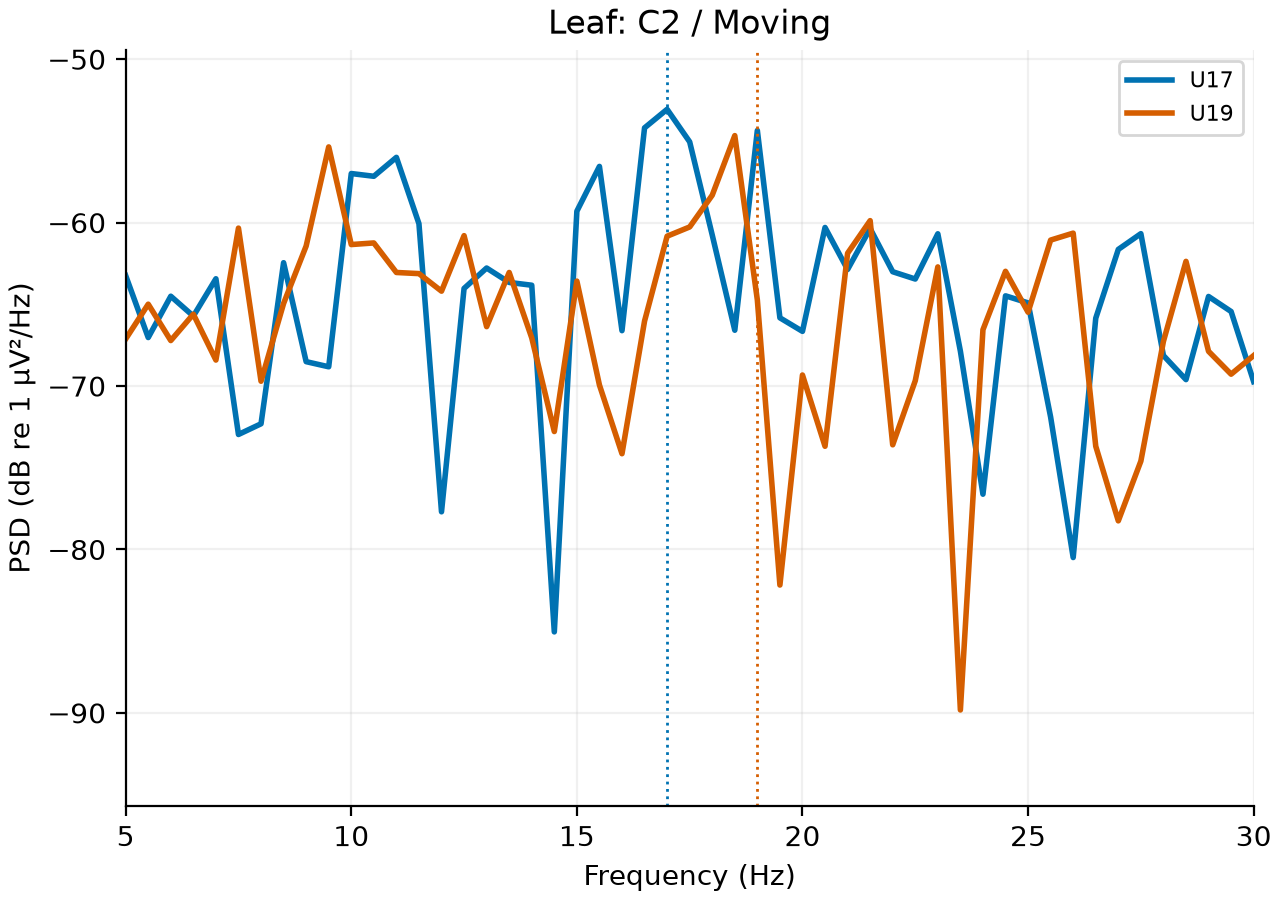 Leaf: C2 / Moving
U17
U19
PSD (dB re 1 µV²/Hz)
−50
−60
−70
−80
−90
5 10 15 20 25 30
Frequency (Hz)